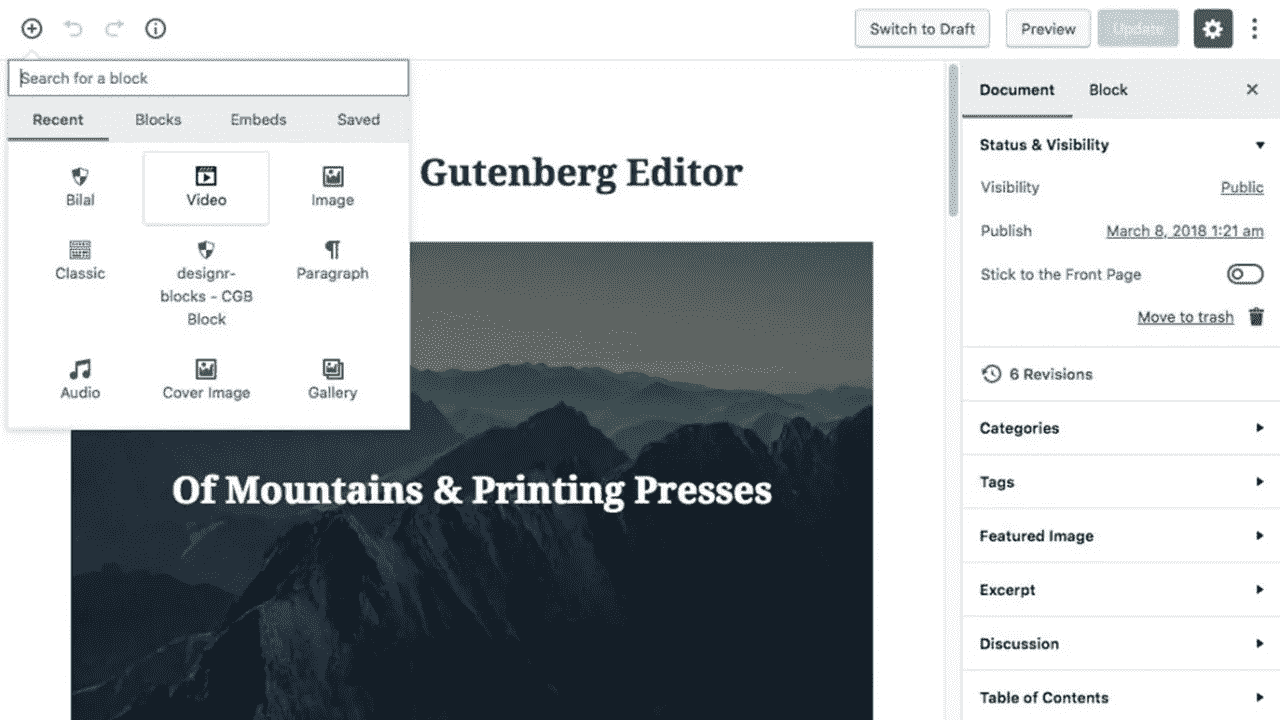 Switch to Draft
Preview
Update
Search for a block
Recent
Blocks
Embeds
Saved
Bilal
Video
Image
Classic
designr-
blocks - CGB
Block
Paragraph
Audio
Cover Image
Gallery
Gutenberg Editor
Of Mountains & Printing Presses
Document
Block
Status & Visibility
Visibility
Public
Publish
March 8, 2018 1:21 am
Stick to the Front Page
Move to trash
6 Revisions
Categories
Tags
Featured Image
Excerpt
Discussion
Table of Contents